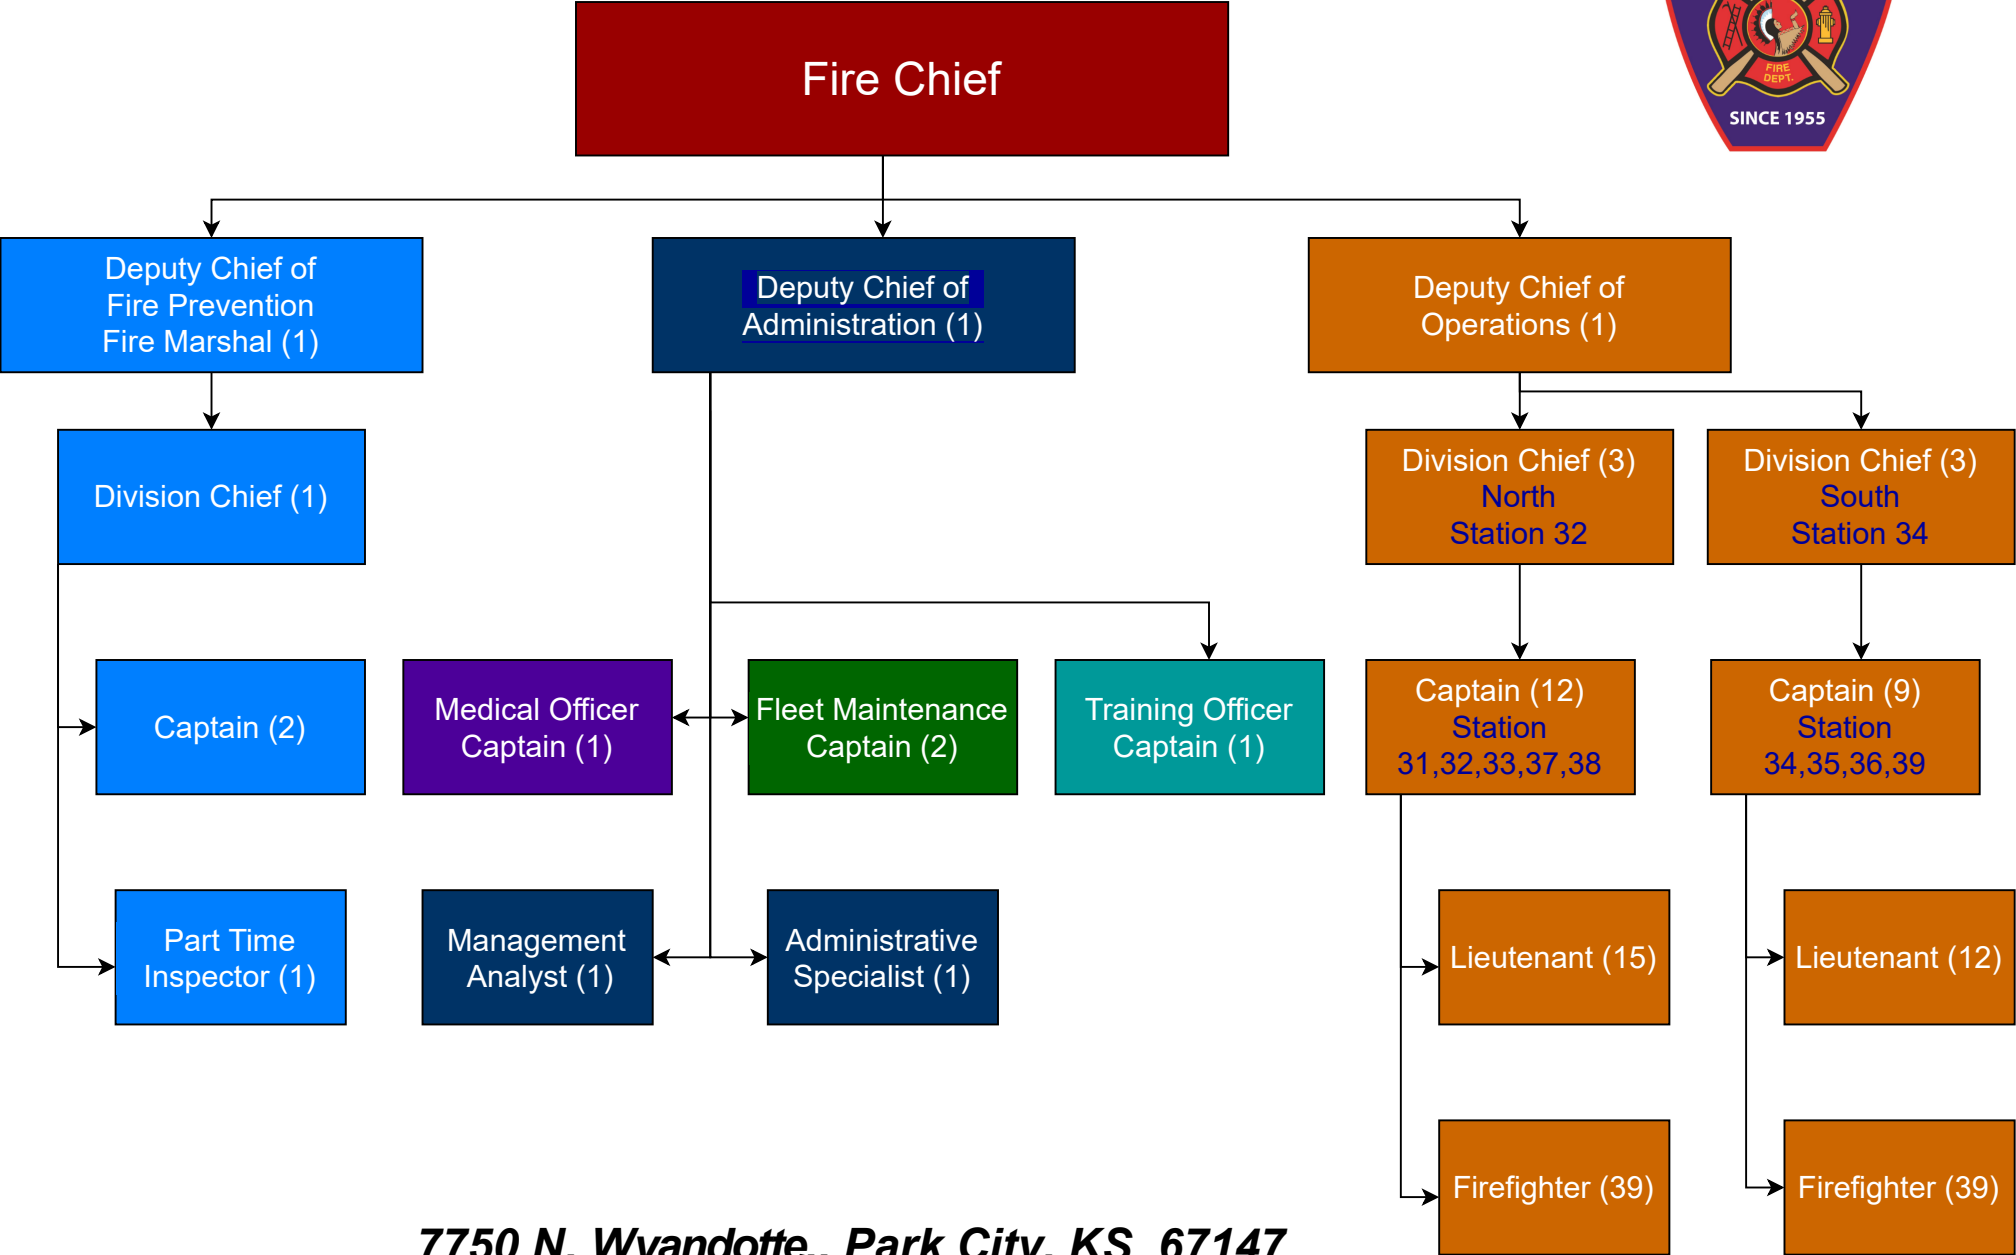 Fire Chief
FIRE
DEPT.
SINCE 1955
Deputy Chief of
Fire Prevention
Fire Marshal (1)
Deputy Chief of
Administration (1)
Deputy Chief of
Operations (1)
Division Chief (1)
Division Chief (3)
North
Station 32
Division Chief (3)
South
Station 34
Captain (2)
Medical Officer
Captain (1)
Fleet Maintenance
Captain (2)
Training Officer
Captain (1)
Captain (12)
Station
31,32,33,37,38
Captain (9)
Station
34,35,36,39
Part Time
Inspector (1)
Management
Analyst (1)
Administrative
Specialist (1)
Lieutenant (15)
Lieutenant (12)
Firefighter (39)
Firefighter (39)
7750 N. Wyandotte., Park City, KS 67147